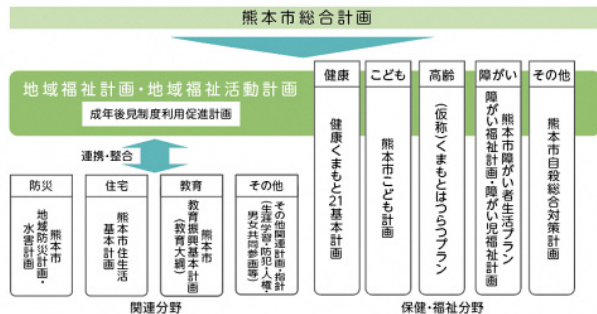 熊本市総合計画
地域福祉計画・地域福祉活動計画
成年後見制度利用促進計画
連携・整合
防災
熊本市
地域防災計画・
水害計画
住宅
熊本市住生活
基本計画
教育
熊本市
教育振興基本計画
(教育大綱)
その他
その他関連計画・指針
(生涯学習・防犯・人権・
男女共同参画等)
関連分野
健康
健康くまもと21基本計画
こども
熊本市こども計画
高齢
(仮称)くまもとはつらつプラン
障がい
熊本市障がい者生活プラン
障がい福祉計画・障がい児福祉計画
その他
熊本市自殺総合対策計画
保健・福祉分野